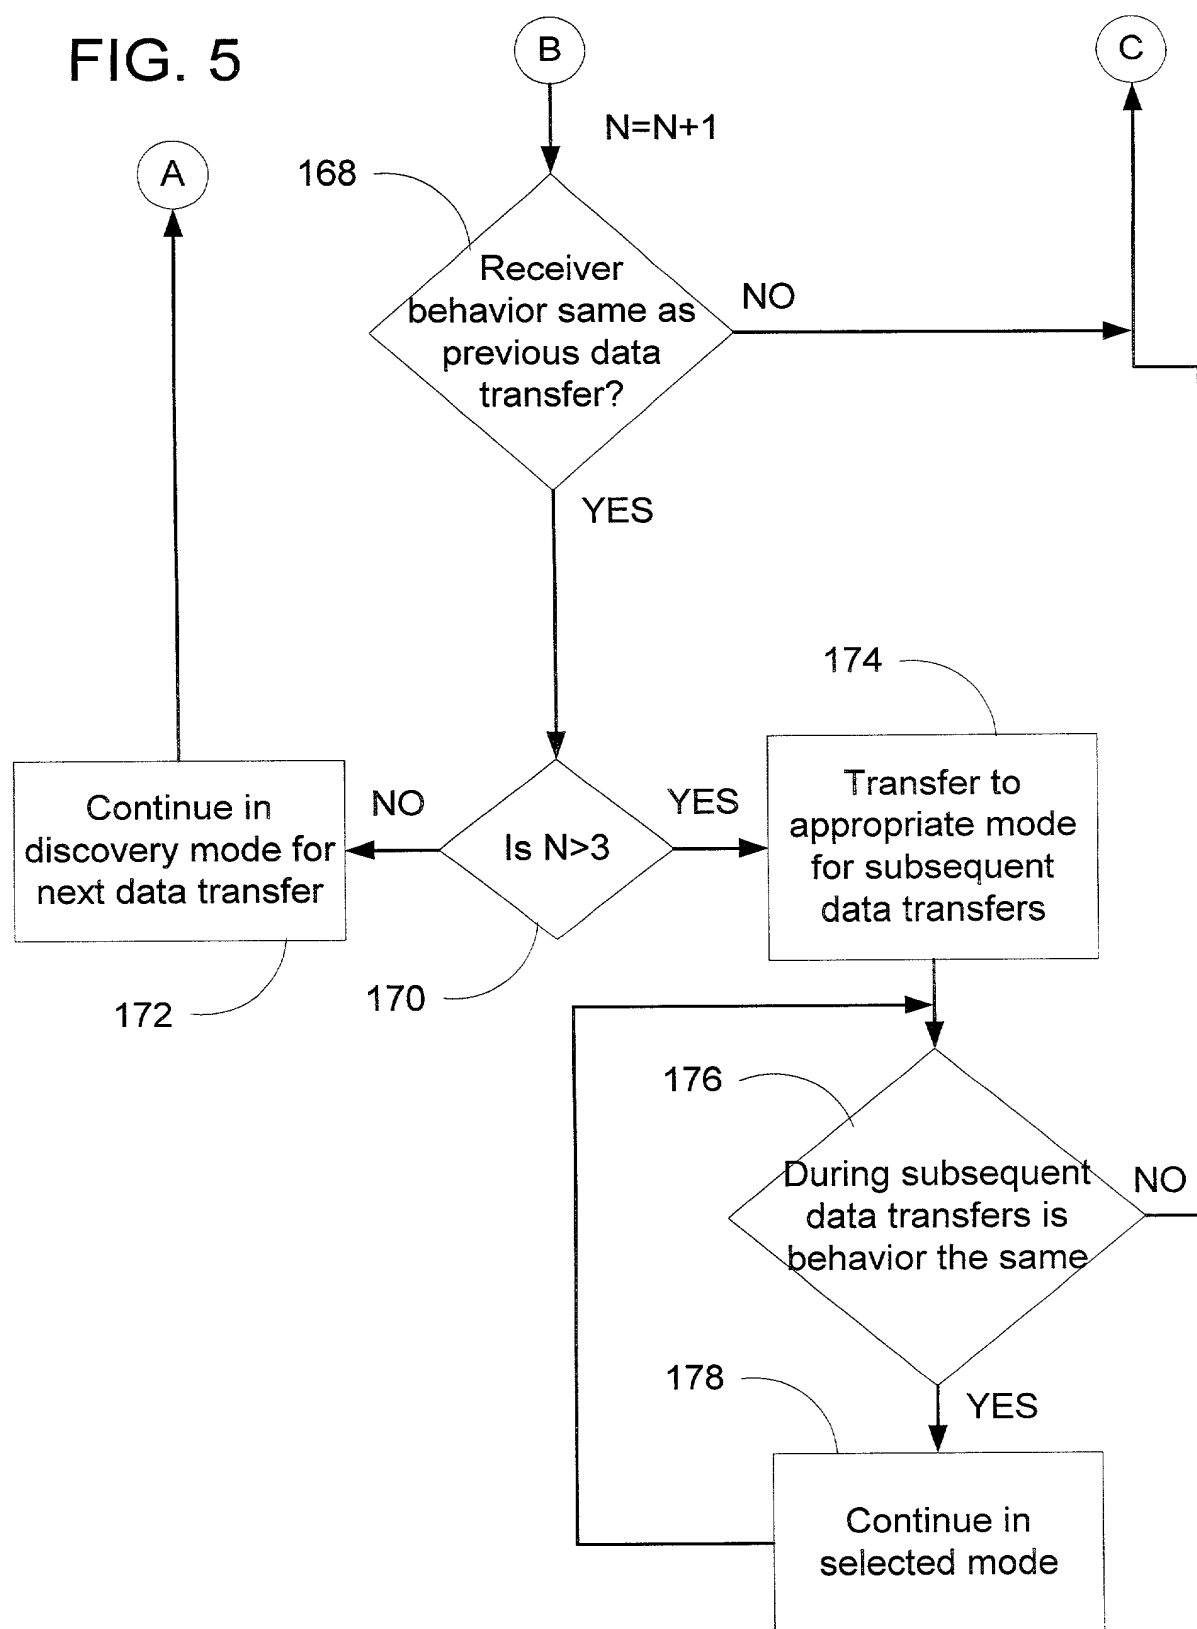 FIG. 5
B
C
N=N+1
A
168
Receiver
behavior same as
previous data
transfer?
NO
YES
174
Continue in
discovery mode for
next data transfer
NO
Is N>3
YES
Transfer to
appropriate mode
for subsequent
data transfers
172
170
176
During subsequent
data transfers is
behavior the same
NO
178
YES
Continue in
selected mode